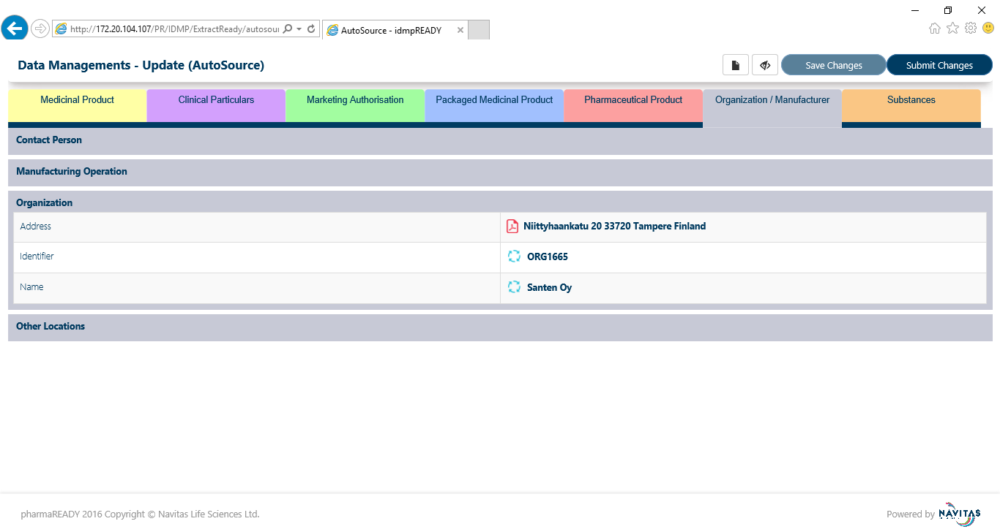 http://172.20.104.107/PR/IDMP/ExtractReady/autosour
AutoSource - idmpREADY
Data Managements - Update (AutoSource)
Save Changes
Submit Changes
Medicinal Product
Clinical Particulars
Marketing Authorisation
Packaged Medicinal Product
Pharmaceutical Product
Organization / Manufacturer
Substances
Contact Person
Manufacturing Operation
Organization
Address
Niittyhaankatu 20 33720 Tampere Finland
Identifier
ORG1665
Name
Santen Oy
Other Locations
pharmaREADY 2016 Copyright © Navitas Life Sciences Ltd.
Powered by NAVITAS